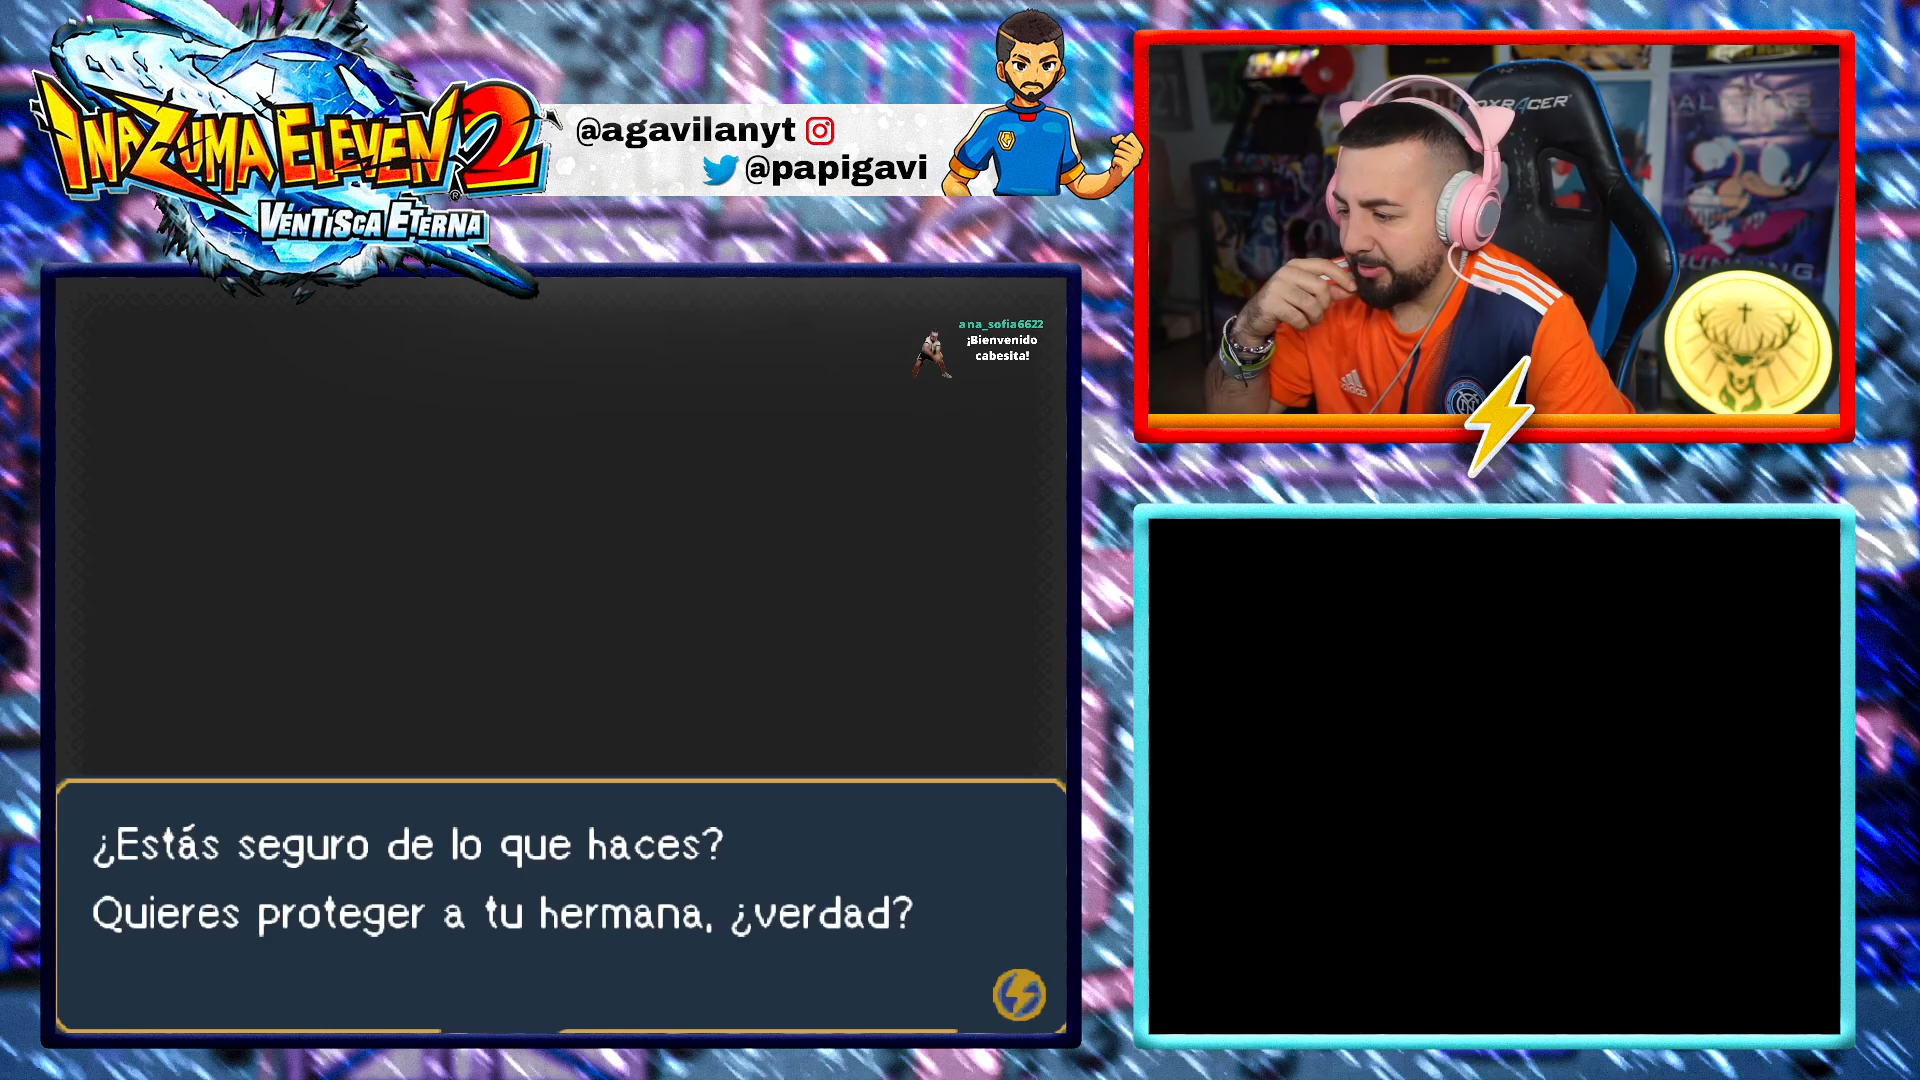 INAZUMA ELEVEN 2
VENTISCA ETERNA
@agavilanyt
@papigavi
ana_sofia6622
¡Bienvenido
cabesita!
¿Estás seguro de lo que haces?
Quieres proteger a tu hermana, ¿verdad?
adidas